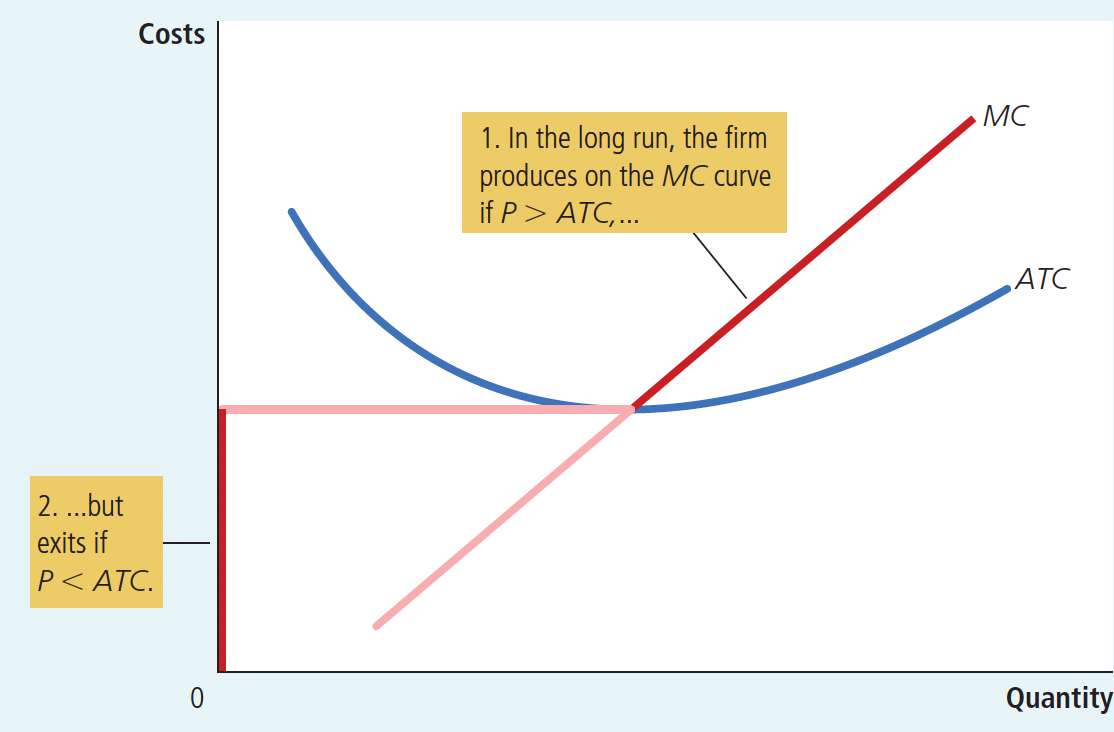 Costs
MC
1. In the long run, the firm
produces on the MC curve
if P > ATC,...
ATC
2. ...but
exits if
P < ATC.
0
Quantity